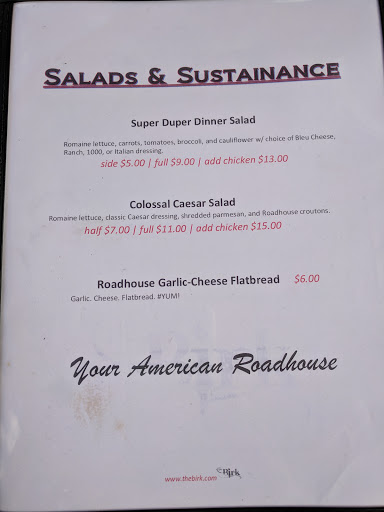 SALADS & SUSTAINANCE
Super Duper Dinner Salad
Romaine lettuce, carrots, tomatoes, broccoli, and cauliflower w/ choice of Bleu Cheese,
Ranch, 1000, or Italian dressing.
side $5.00 | full $9.00 | add chicken $13.00
Colossal Caesar Salad
Romaine lettuce, classic Caesar dressing, shredded parmesan, and Roadhouse croutons.
half $7.00 | full $11.00 | add chicken $15.00
Roadhouse Garlic-Cheese Flatbread $6.00
Garlic. Cheese. Flatbread. #YUM!
Your American Roadhouse
www.thebirk.com